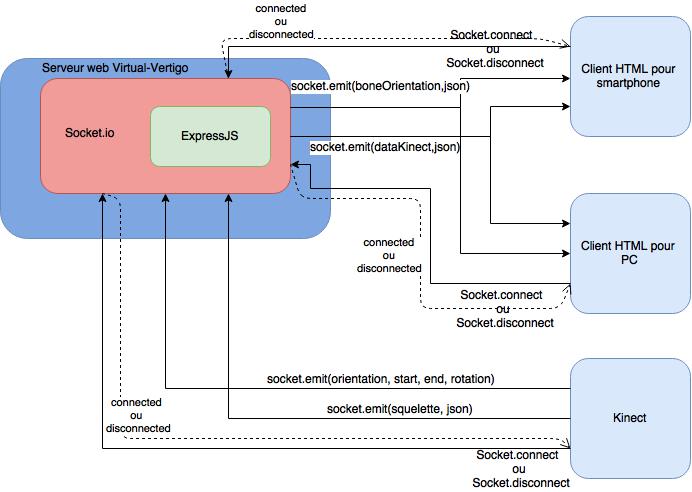 connected
ou
disconnected
Socket.connect
ou
Socket.disconnect
Client HTML pour
smartphone
Serveur web Virtual-Vertigo
socket.emit(boneOrientation,json)
Socket.io
ExpressJS
socket.emit(dataKinect,json)
connected
ou
disconnected
Client HTML pour
PC
Socket.connect
ou
Socket.disconnect
socket.emit(orientation, start, end, rotation)
socket.emit(squelette, json)
Kinect
connected
ou
disconnected
Socket.connect
ou
Socket.disconnect